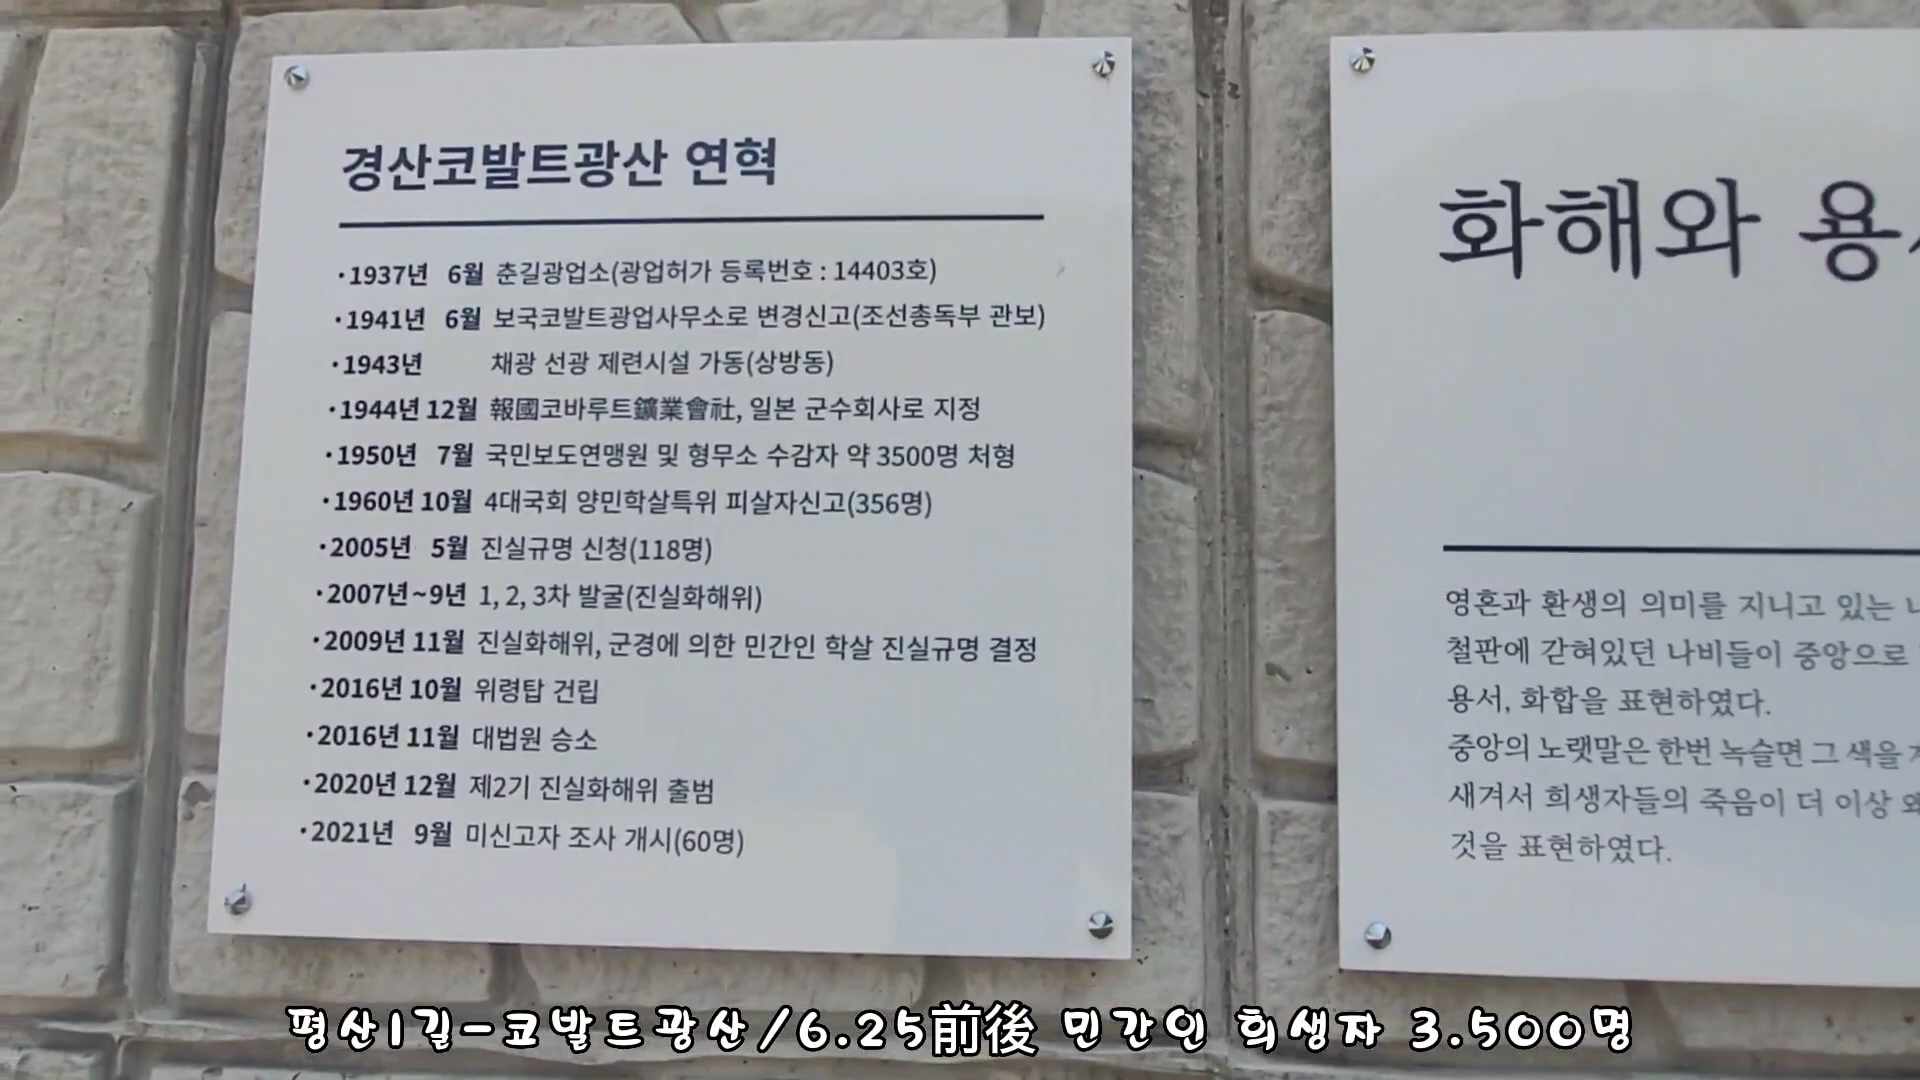 경산코발트광산 연혁
·1937년 6월 춘길광업소(광업허가 등록번호 : 14403호)
·1941년 6월 보국코발트광업사무소로 변경신고(조선총독부 관보)
·1943년 채광 선광 제련시설 가동(상방동)
·1944년 12월 報國코바루트鑛業會社, 일본 군수회사로 지정
·1950년 7월 국민보도연맹원 및 형무소 수감자 약 3500명 처형
·1960년 10월 4대국회 양민학살특위 피살자신고(356명)
·2005년 5월 진실규명 신청(118명)
·2007년~9년 1, 2, 3차 발굴(진실화해위)
·2009년 11월 진실화해위, 군경에 의한 민간인 학살 진실규명 결정
·2016년 10월 위령탑 건립
·2016년 11월 대법원 승소
·2020년 12월 제2기 진실화해위 출범
·2021년 9월 미신고자 조사 개시(60명)
화해와 용
영혼과 환생의 의미를 지니고 있는
철판에 갇혀있던 나비들이 중앙으로
용서, 화합을 표현하였다.
중앙의 노랫말은 한번 녹슬면 그 색을
새겨서 희생자들의 죽음이 더 이상
것을 표현하였다.
평산1길-코발트광산/6.25前後 민간인 희생자 3.500명